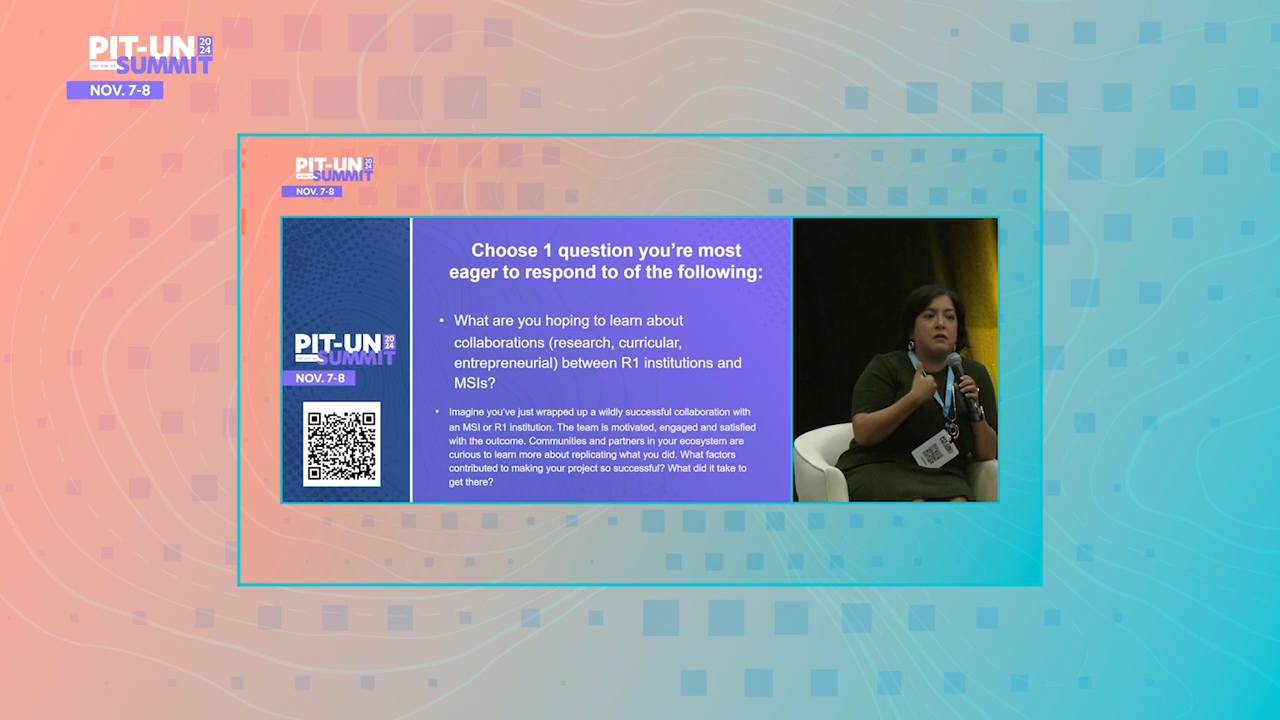 PIT-UN 2024
SUMMIT
NOV. 7-8
PIT-UN 2024
SUMMIT
NOV. 7-8
PIT-UN 2024
SUMMIT
NOV. 7-8
Choose 1 question you’re most
eager to respond to of the following:
• What are you hoping to learn about
collaborations (research, curricular,
entrepreneurial) between R1 institutions and
MSIs?
• Imagine you’ve just wrapped up a wildly successful collaboration with
an MSI or R1 institution. The team is motivated, engaged and satisfied
with the outcome. Communities and partners in your ecosystem are
curious to learn more about replicating what you did. What factors
contributed to making your project so successful? What did it take to
get there?